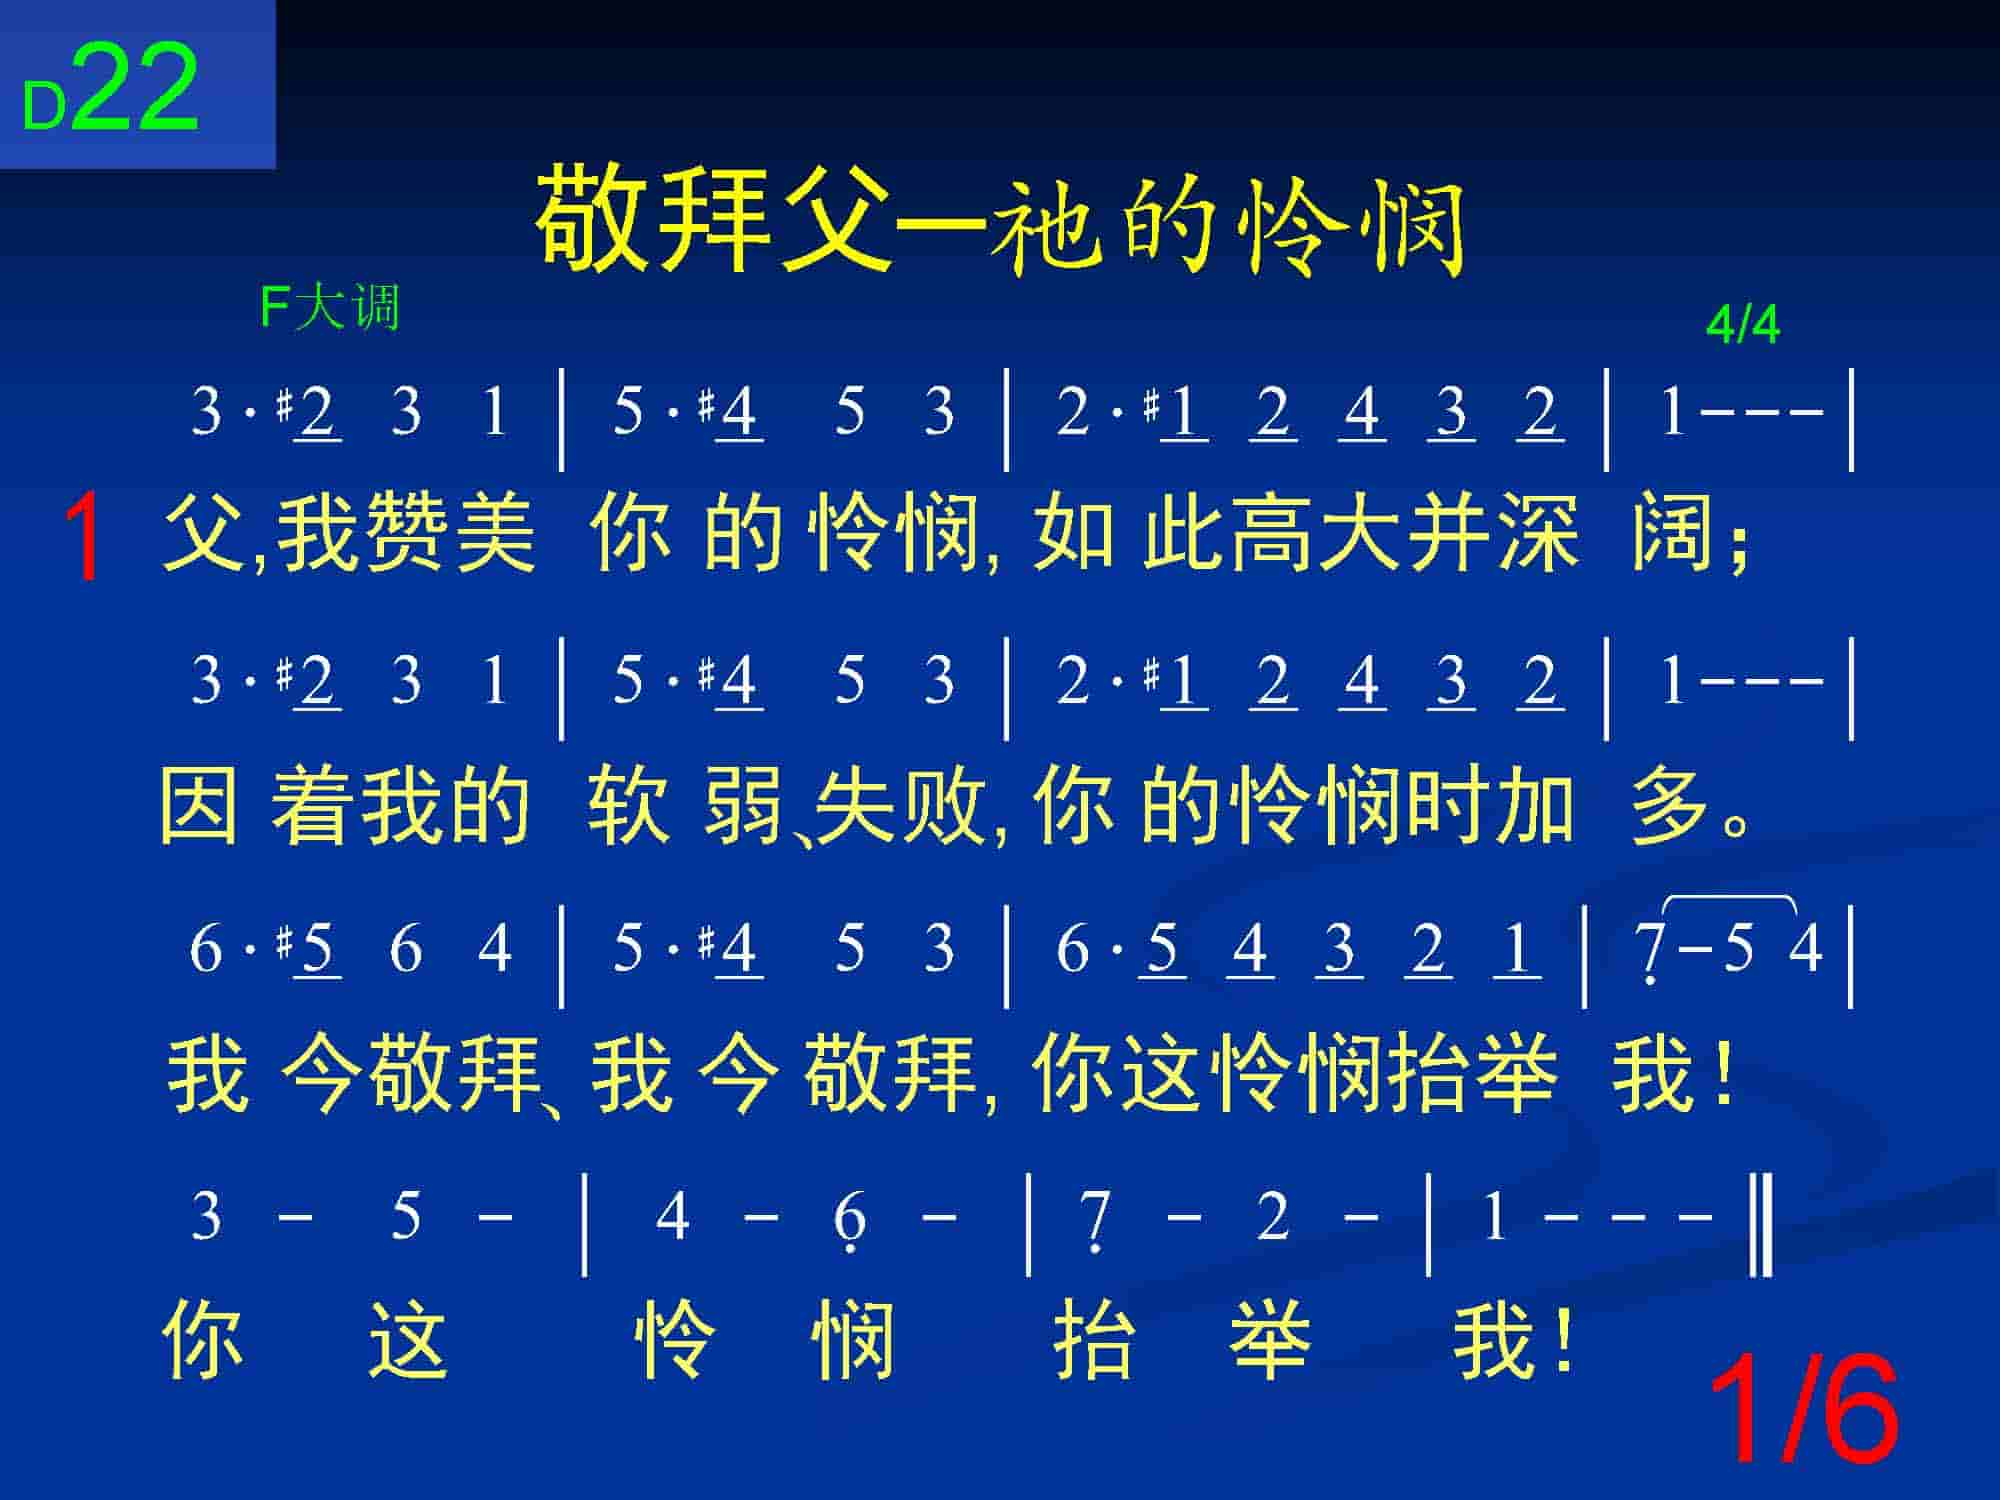 D22
敬拜父—祂的怜悯
F大调 4/4
3·#2 3 1 | 5·#4 5 3 | 2·#1 2 4 3 2 | 1--- |
1 父,我赞美 你的怜悯,如此高大并深阔;
3·#2 3 1 | 5·#4 5 3 | 2·#1 2 4 3 2 | 1--- |
因着我的软弱、失败,你的怜悯时加多。
6·#5 6 4 | 5·#4 5 3 | 6·5 4 3 2 1 | 7̣-5 4 |
我今敬拜、我今敬拜,你这怜悯抬举我!
3 - 5 - | 4 - 6̣ - | 7̣ - 2 - | 1 - - - ‖
你这怜悯抬举我!
1/6